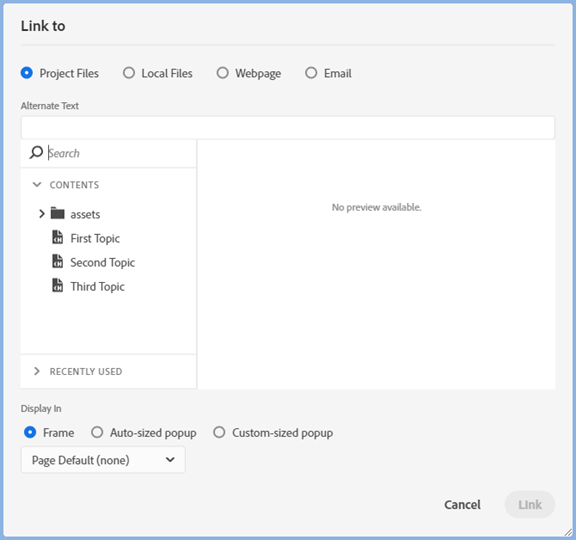 Link to
Project Files Local Files Webpage Email
Alternate Text
Search
CONTENTS
assets
First Topic
Second Topic
Third Topic
No preview available.
RECENTLY USED
Display In
Frame Auto-sized popup Custom-sized popup
Page Default (none)
Cancel Link